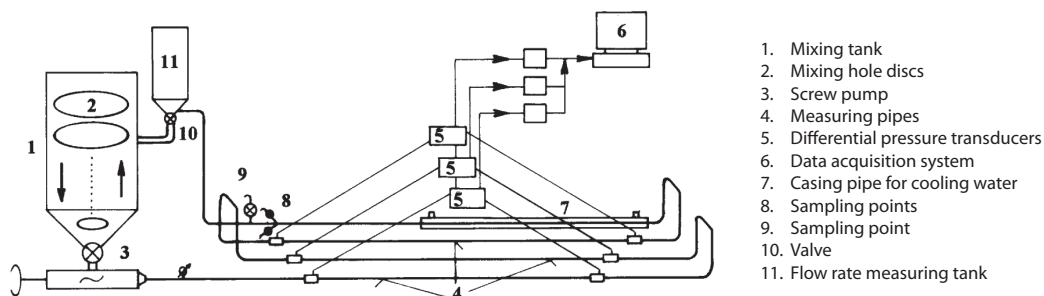 6
11
2
10
5
1
9
8
5
5
7
3
4
1. Mixing tank
2. Mixing hole discs
3. Screw pump
4. Measuring pipes
5. Differential pressure transducers
6. Data acquisition system
7. Casing pipe for cooling water
8. Sampling points
9. Sampling point
10. Valve
11. Flow rate measuring tank